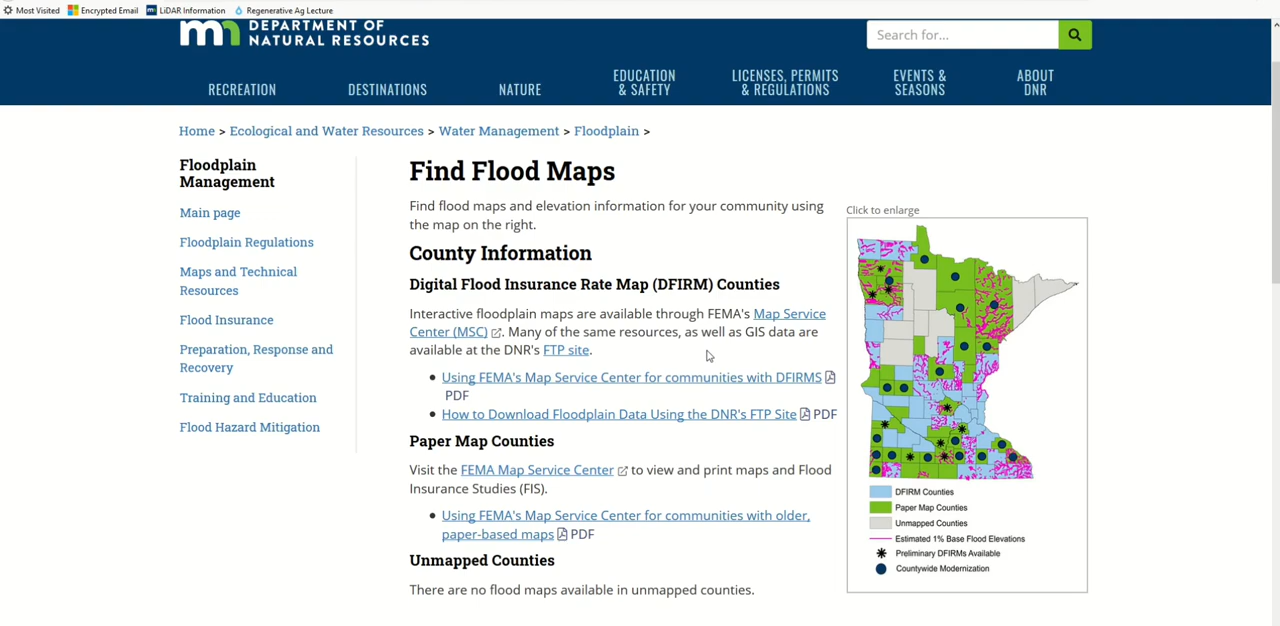 Most Visited Encrypted Email LiDAR Information Regenerative Ag Lecture
mn DEPARTMENT OF
NATURAL RESOURCES
Search for...
RECREATION DESTINATIONS NATURE EDUCATION & SAFETY LICENSES, PERMITS & REGULATIONS EVENTS & SEASONS ABOUT DNR
Home > Ecological and Water Resources > Water Management > Floodplain >
Floodplain
Management
Main page
Floodplain Regulations
Maps and Technical
Resources
Flood Insurance
Preparation, Response and
Recovery
Training and Education
Flood Hazard Mitigation
Find Flood Maps
Find flood maps and elevation information for your community using
the map on the right.
County Information
Digital Flood Insurance Rate Map (DFIRM) Counties
Interactive floodplain maps are available through FEMA's Map Service
Center (MSC). Many of the same resources, as well as GIS data are
available at the DNR's FTP site.
• Using FEMA's Map Service Center for communities with DFIRMS
PDF
• How to Download Floodplain Data Using the DNR's FTP Site PDF
Paper Map Counties
Visit the FEMA Map Service Center to view and print maps and Flood
Insurance Studies (FIS).
• Using FEMA's Map Service Center for communities with older,
paper-based maps PDF
Unmapped Counties
There are no flood maps available in unmapped counties.
Click to enlarge
DFIRM Counties
Paper Map Counties
Unmapped Counties
Estimated 1% Base Flood Elevations
Preliminary DFIRMs Available
Countywide Modernization